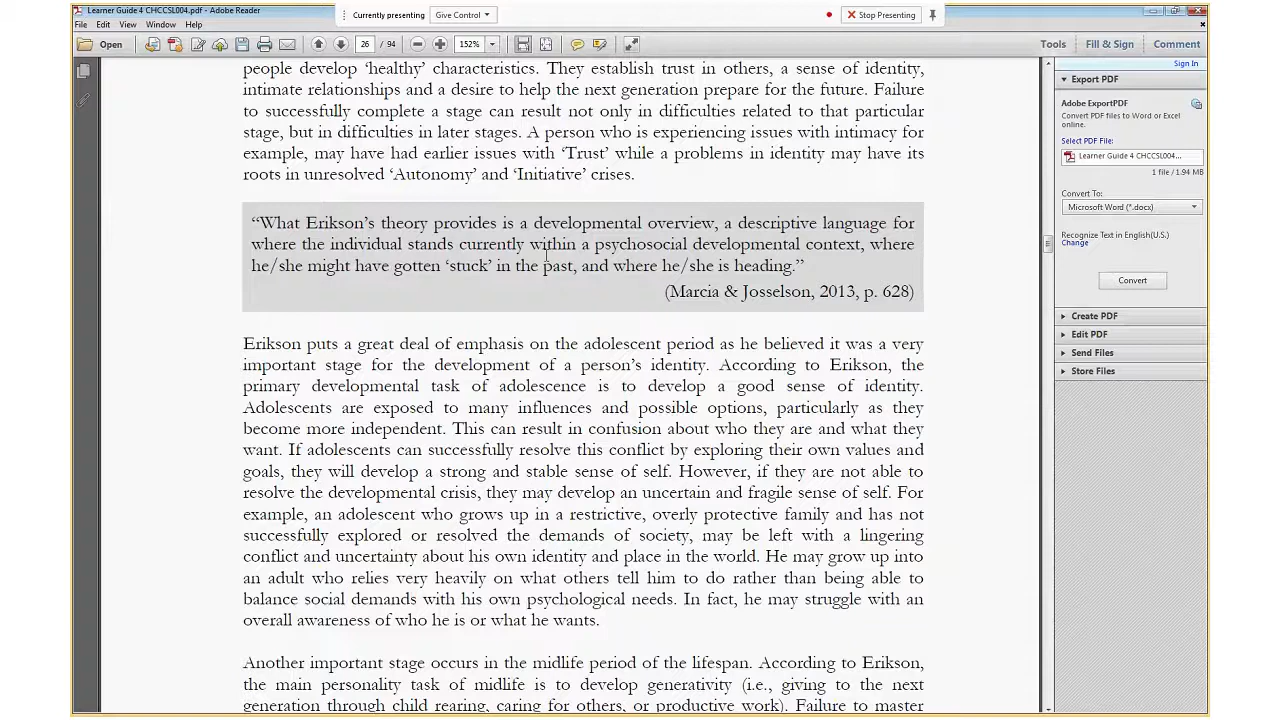 Learner Guide 4 CHCCSL004.pdf - Adobe Reader
Currently presenting Give Control
Stop Presenting
File Edit View Window Help
Open 26 / 94 152% Tools Fill & Sign Comment
Sign In
people develop ‘healthy’ characteristics. They establish trust in others, a sense of identity,
intimate relationships and a desire to help the next generation prepare for the future. Failure
to successfully complete a stage can result not only in difficulties related to that particular
stage, but in difficulties in later stages. A person who is experiencing issues with intimacy for
example, may have had earlier issues with ‘Trust’ while a problems in identity may have its
roots in unresolved ‘Autonomy’ and ‘Initiative’ crises.
“What Erikson’s theory provides is a developmental overview, a descriptive language for
where the individual stands currently within a psychosocial developmental context, where
he/she might have gotten ‘stuck’ in the past, and where he/she is heading.”
(Marcia & Josselson, 2013, p. 628)
Erikson puts a great deal of emphasis on the adolescent period as he believed it was a very
important stage for the development of a person’s identity. According to Erikson, the
primary developmental task of adolescence is to develop a good sense of identity.
Adolescents are exposed to many influences and possible options, particularly as they
become more independent. This can result in confusion about who they are and what they
want. If adolescents can successfully resolve this conflict by exploring their own values and
goals, they will develop a strong and stable sense of self. However, if they are not able to
resolve the developmental crisis, they may develop an uncertain and fragile sense of self. For
example, an adolescent who grows up in a restrictive, overly protective family and has not
successfully explored or resolved the demands of society, may be left with a lingering
conflict and uncertainty about his own identity and place in the world. He may grow up into
an adult who relies very heavily on what others tell him to do rather than being able to
balance social demands with his own psychological needs. In fact, he may struggle with an
overall awareness of who he is or what he wants.
Another important stage occurs in the midlife period of the lifespan. According to Erikson,
the main personality task of midlife is to develop generativity (i.e., giving to the next
generation through child rearing, caring for others, or productive work). Failure to master
Export PDF
Adobe ExportPDF
Convert PDF files to Word or Excel
online.
Select PDF File:
Learner Guide 4 CHCCSL004...
1 file / 1.94 MB
Convert To:
Microsoft Word (*.docx)
Recognize Text in English(U.S.)
Change
Convert
Create PDF
Edit PDF
Send Files
Store Files